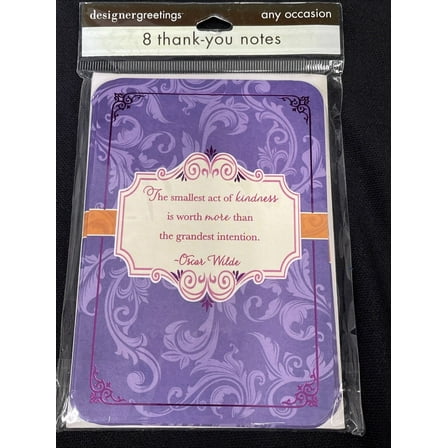 designergreetings any occasion
8 thank-you notes
The smallest act of kindness
is worth more than
the grandest intention.
-Oscar Wilde